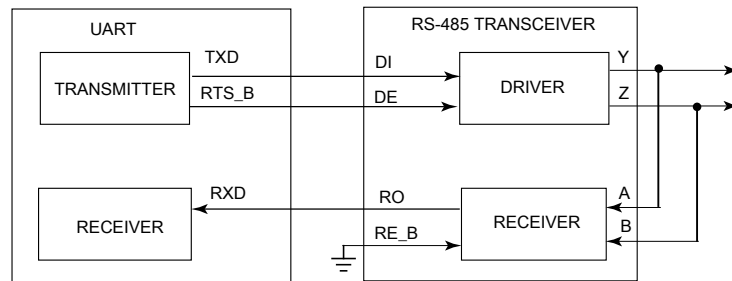 UART
RS-485 TRANSCEIVER
TXD
DI
Y
TRANSMITTER
DRIVER
RTS_B
DE
Z
RXD
RO
A
RECEIVER
RECEIVER
RE_B
B